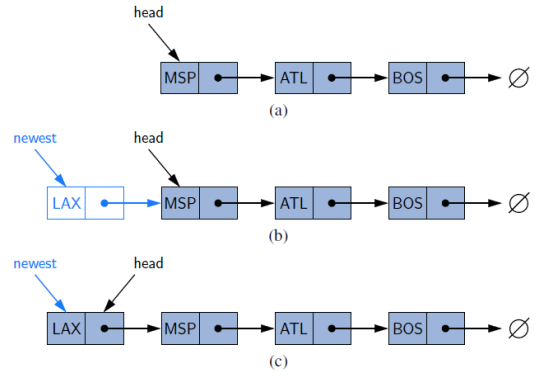 head
MSP ATL BOS ∅
(a)
newest head
LAX MSP ATL BOS ∅
(b)
newest head
LAX MSP ATL BOS ∅
(c)